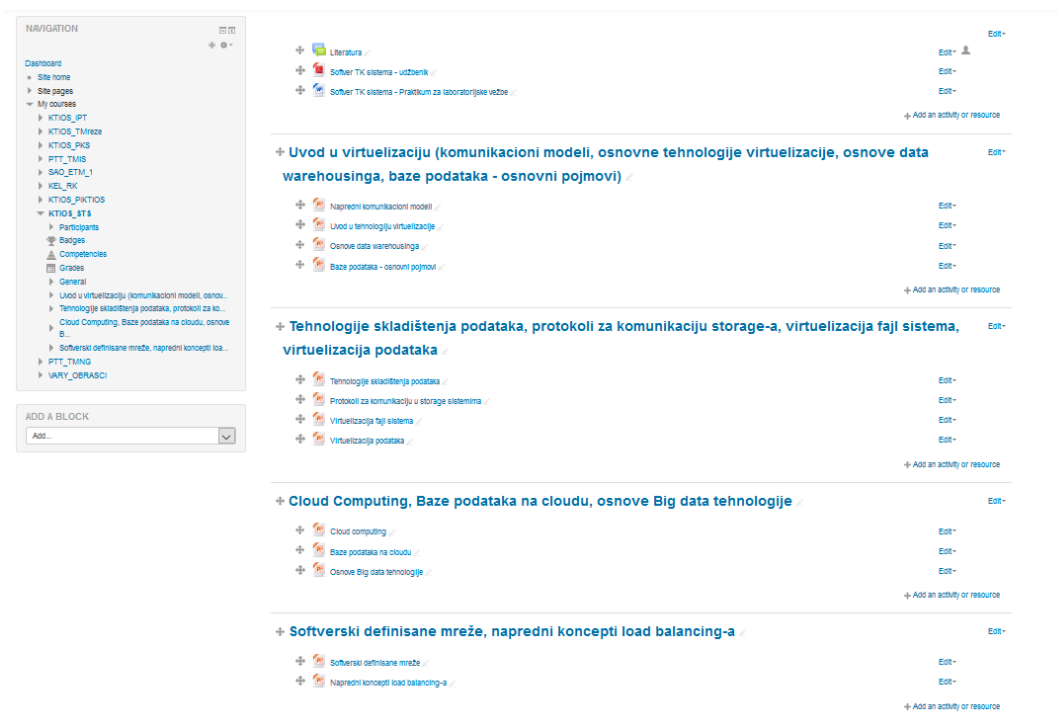 NAVIGATION
Dashboard
Site home
Site pages
My courses
KTIOS_IPT
KTIOS_TMreze
KTIOS_PKS
PTT_TMIS
SAO_ETM_1
KEL_RK
KTIOS_PIKTIOS
KTIOS_STS
Participants
Badges
Competencies
Grades
General
Uvod u virtuelizaciju (komunikacioni modeli, osnov...
Tehnologije skladištenja podataka, protokoli za ko...
Cloud Computing, Baze podataka na cloudu, osnove
B...
Softverski definisane mreže, napredni koncepti loa...
PTT_TMNG
VARY_OBRASCI
ADD A BLOCK
Add...
Edit
Literatura Edit
Softver TK sistema - udžbenik Edit
Softver TK sistema - Praktikum za laboratorijske vežbe Edit
Add an activity or resource
Uvod u virtuelizaciju (komunikacioni modeli, osnovne tehnologije virtuelizacije, osnove data Edit
warehousinga, baze podataka - osnovni pojmovi)
Napredni komunikacioni modeli Edit
Uvod u tehnologiju virtuelizacije Edit
Osnove data warehousinga Edit
Baze podataka - osnovni pojmovi Edit
Add an activity or resource
Tehnologije skladištenja podataka, protokoli za komunikaciju storage-a, virtuelizacija fajl sistema, Edit
virtuelizacija podataka
Tehnologije skladištenja podataka Edit
Protokoli za komunikaciju u storage sistemima Edit
Virtuelizacija fajl sistema Edit
Virtuelizacija podataka Edit
Add an activity or resource
Cloud Computing, Baze podataka na cloudu, osnove Big data tehnologije Edit
Cloud computing Edit
Baze podataka na cloudu Edit
Osnove Big data tehnologije Edit
Add an activity or resource
Softverski definisane mreže, napredni koncepti load balancing-a Edit
Softverski definisane mreže Edit
Napredni koncepti load balancing-a Edit
Add an activity or resource